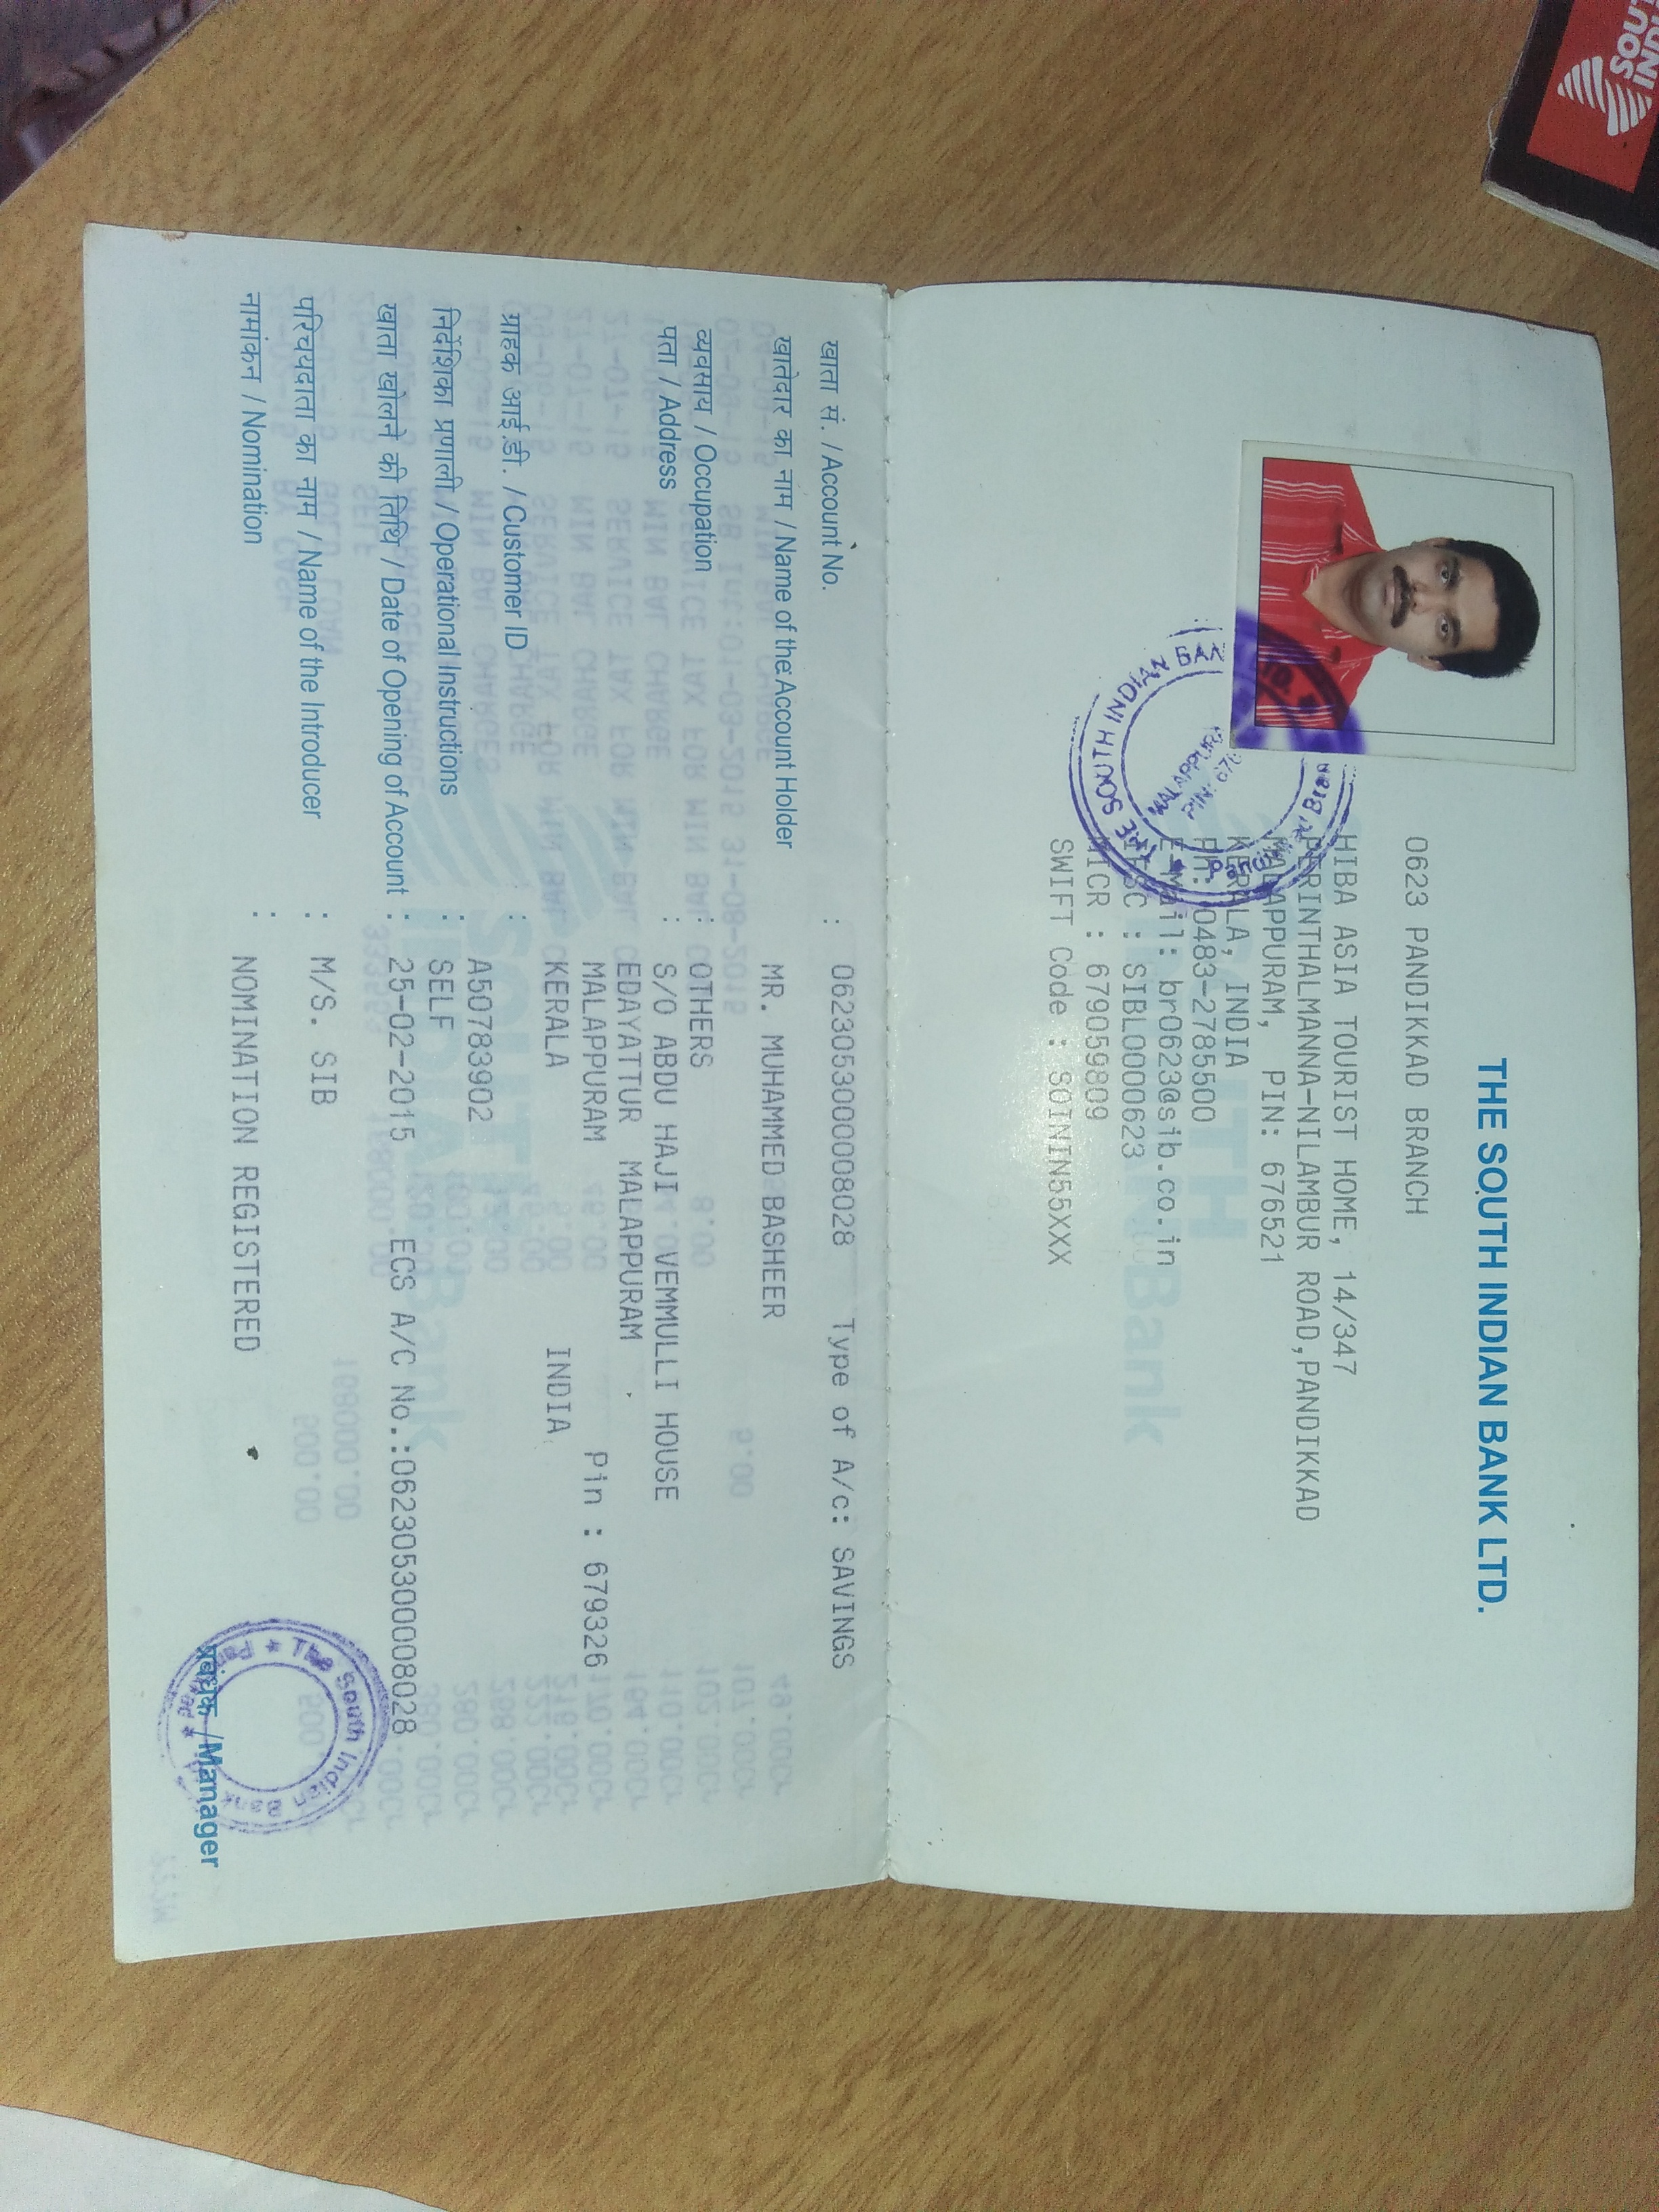 SOUTH
INDIAN
THE SOUTH INDIAN BANK LTD.
0623 PANDIKKAD BRANCH
HIBA ASIA TOURIST HOME, 14/347
PERINTHALMANNA-NILAMBUR ROAD,PANDIKKAD
MALAPPURAM, PIN: 676521
KERALA, INDIA
PH: 0483-2785500
E-Mail: br0623@sib.co.in
IFSC : SIBL0000623
MICR : 679059809
SWIFT Code : SOININ55XXX
THE SOUTH INDIAN BANK
खाता सं. / Account No. : 0623053000008028 Type of A/c: SAVINGS
खातेदार का नाम / Name of the Account Holder MR. MUHAMMED BASHEER
व्यवसाय / Occupation : OTHERS
पता / Address : S/O ABDU HAJI VEMMULLI HOUSE
EDAYATTUR MALAPPURAM
MALAPPURAM Pin : 679326
KERALA INDIA
ग्राहक आई.डी. / Customer ID : A50783902
निर्देशिका प्रणाली / Operational Instructions : SELF
खाता खोलने की तिथि / Date of Opening of Account : 25-02-2015 ECS A/C No.:0623053000008028
परिचयदाता का नाम / Name of the Introducer : M/S. SIB
नामांकन / Nomination : NOMINATION REGISTERED
The South Indian Bank
प्रबंधक / Manager